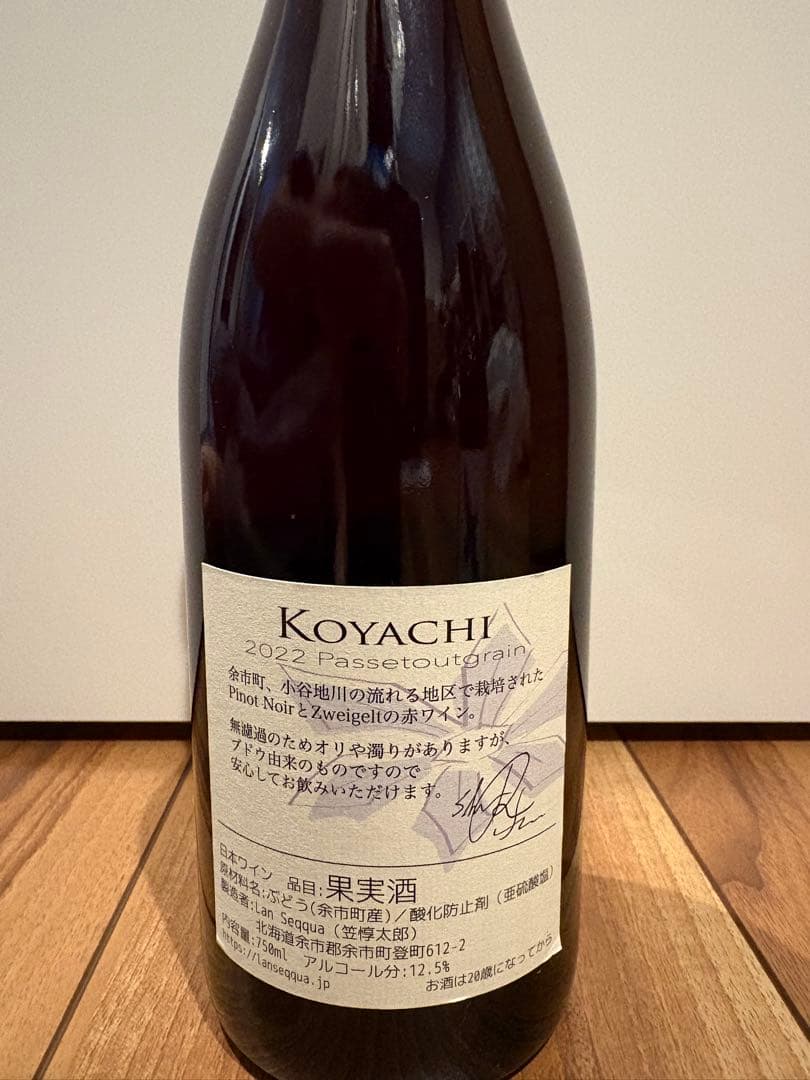 KOYACHI
2022 Passetoutgrain
余市町、小谷地川の流れる地区で栽培された
Pinot NoirとZweigeltの赤ワイン。
無濾過のためオリや濁りがありますが、
ブドウ由来のものですので
安心してお飲みいただけます。
日本ワイン 品目:果実酒
原材料名:ぶどう(余市町産)/酸化防止剤(亜硫酸塩)
製造者:Lan Seqqua(笠惇太郎)
北海道余市郡余市町登町612-2
内容量:750ml アルコール分:12.5%
https://lanseqqua.jp
お酒は20歳になってから